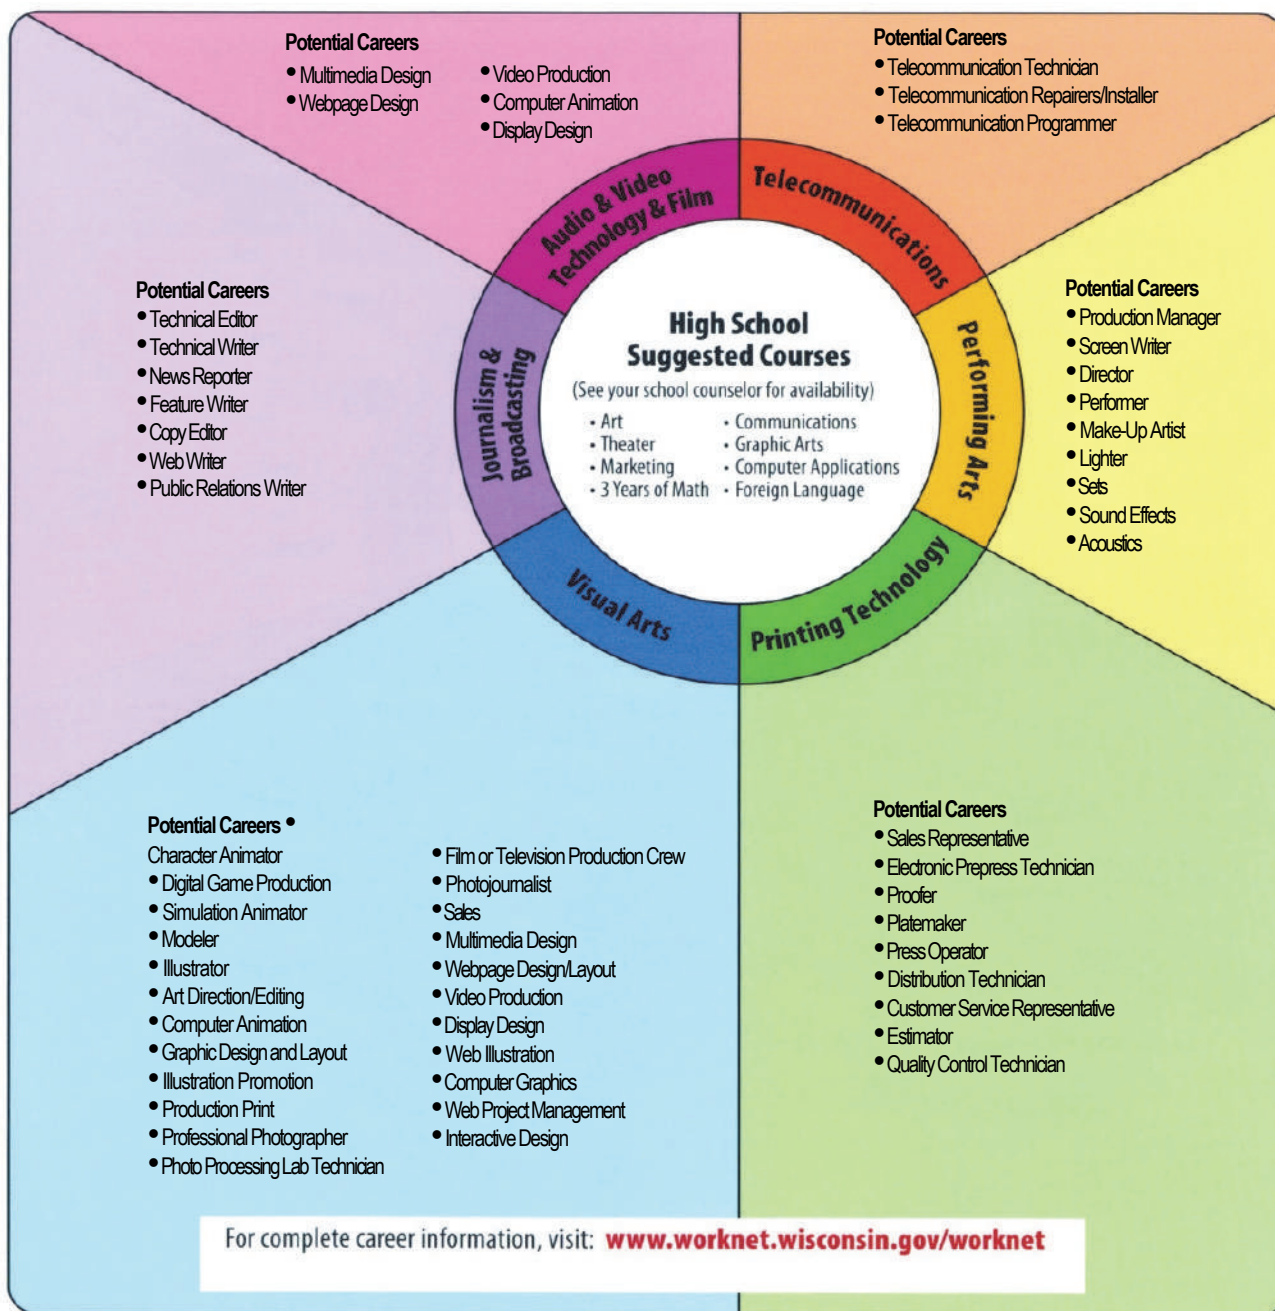 Potential Careers
• Multimedia Design
• Webpage Design
• Video Production
• Computer Animation
• Display Design
Potential Careers
• Telecommunication Technician
• Telecommunication Repairers/Installer
• Telecommunication Programmer
Audio & Video
Technology & Film
Telecommunications
Potential Careers
• Technical Editor
• Technical Writer
• News Reporter
• Feature Writer
• Copy Editor
• Web Writer
• Public Relations Writer
Journalism &
Broadcasting
High School
Suggested Courses
(See your school counselor for availability)
• Art
• Theater
• Marketing
• 3 Years of Math
• Communications
• Graphic Arts
• Computer Applications
• Foreign Language
Performing Arts
Potential Careers
• Production Manager
• Screen Writer
• Director
• Performer
• Make-Up Artist
• Lighter
• Sets
• Sound Effects
• Acoustics
Visual Arts
Printing Technology
Potential Careers •
Character Animator
• Digital Game Production
• Simulation Animator
• Modeler
• Illustrator
• Art Direction/Editing
• Computer Animation
• Graphic Design and Layout
• Illustration Promotion
• Production Print
• Professional Photographer
• Photo Processing Lab Technician
• Film or Television Production Crew
• Photojournalist
• Sales
• Multimedia Design
• Webpage Design/Layout
• Video Production
• Display Design
• Web Illustration
• Computer Graphics
• Web Project Management
• Interactive Design
Potential Careers
• Sales Representative
• Electronic Prepress Technician
• Proofer
• Platemaker
• Press Operator
• Distribution Technician
• Customer Service Representative
• Estimator
• Quality Control Technician
For complete career information, visit: www.worknet.wisconsin.gov/worknet